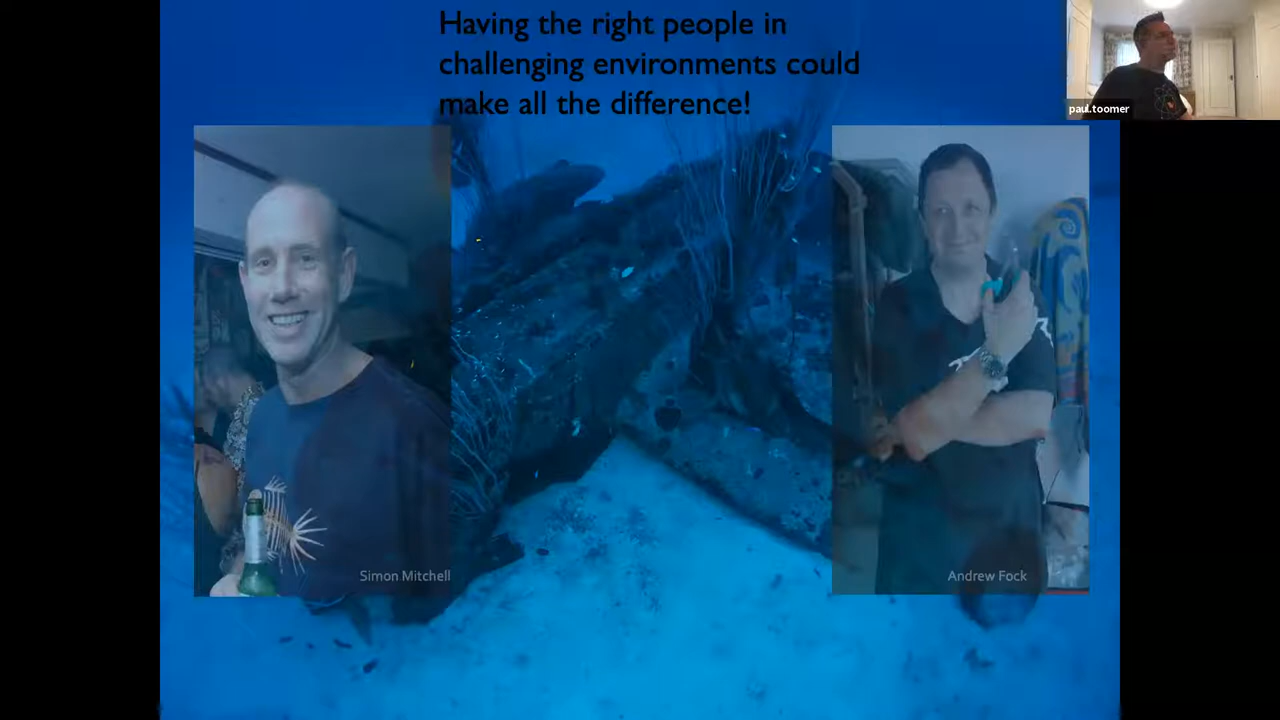 Having the right people in
challenging environments could
make all the difference!
paul.toomer
Simon Mitchell
Andrew Fock